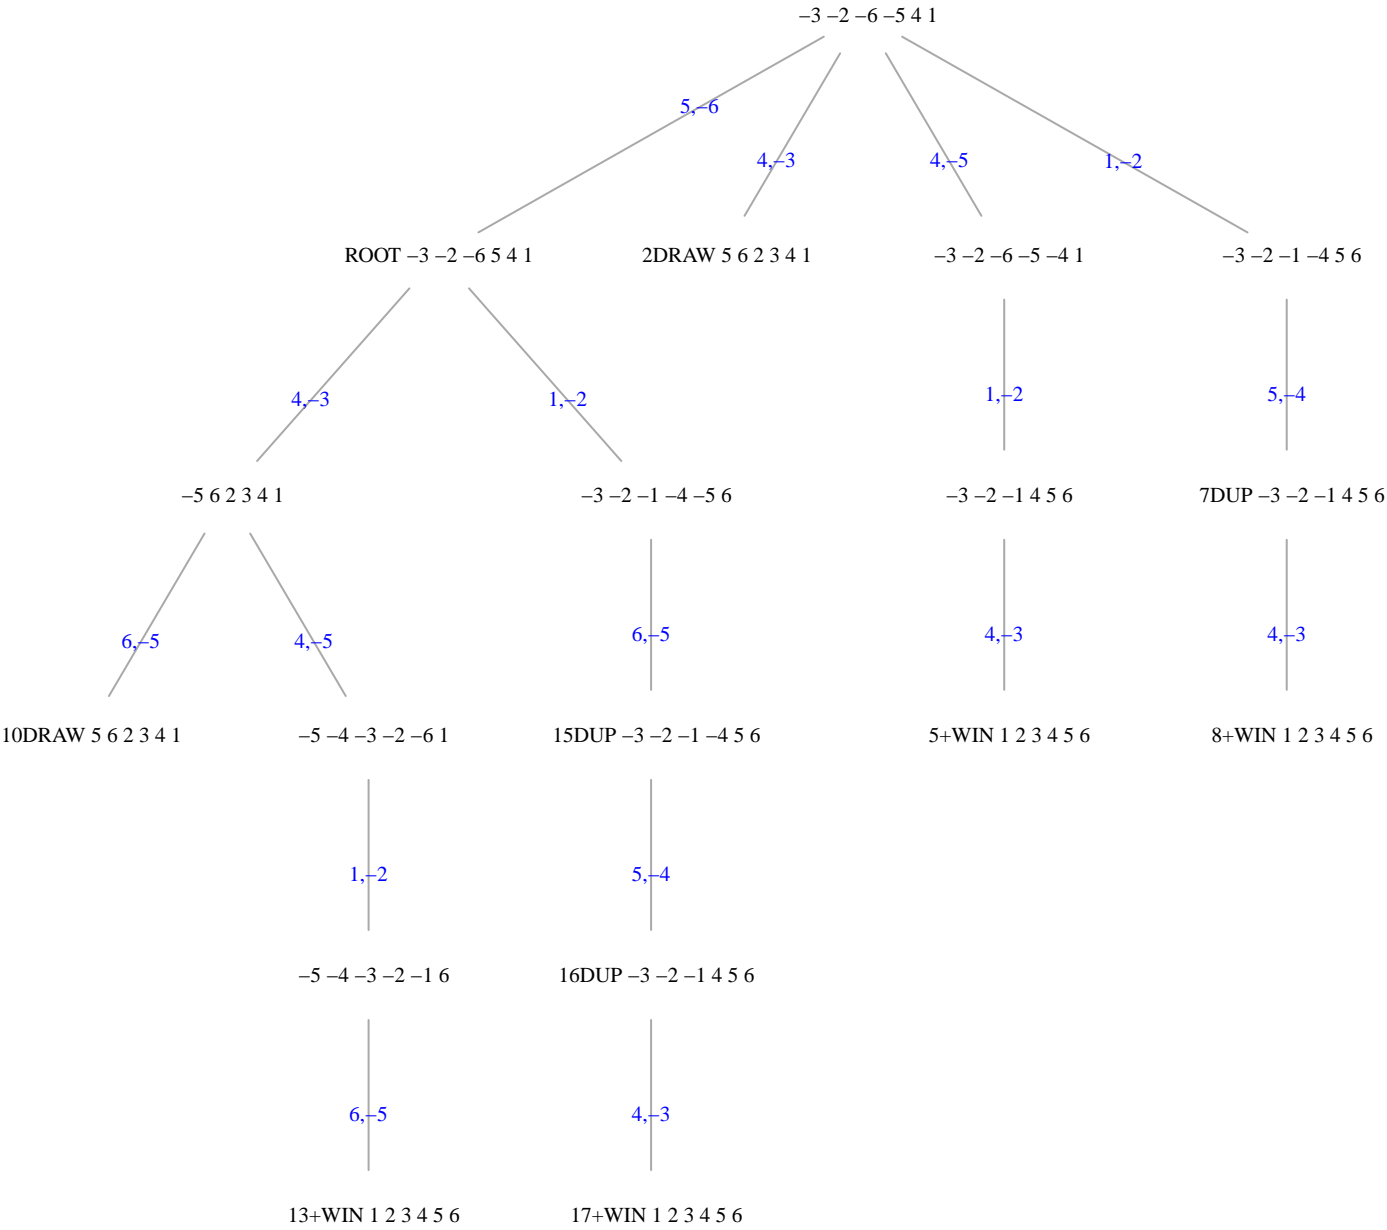 −3 −2 −6 −5 4 1
5,−6
4,−3
4,−5
1,−2
ROOT −3 −2 −6 5 4 1
2DRAW 5 6 2 3 4 1
−3 −2 −6 −5 −4 1
−3 −2 −1 −4 5 6
4,−3
1,−2
1,−2
5,−4
−5 6 2 3 4 1
−3 −2 −1 −4 −5 6
−3 −2 −1 4 5 6
7DUP −3 −2 −1 4 5 6
6,−5
4,−5
6,−5
4,−3
4,−3
10DRAW 5 6 2 3 4 1
−5 −4 −3 −2 −6 1
15DUP −3 −2 −1 −4 5 6
5+WIN 1 2 3 4 5 6
8+WIN 1 2 3 4 5 6
1,−2
5,−4
−5 −4 −3 −2 −1 6
16DUP −3 −2 −1 4 5 6
6,−5
4,−3
13+WIN 1 2 3 4 5 6
17+WIN 1 2 3 4 5 6